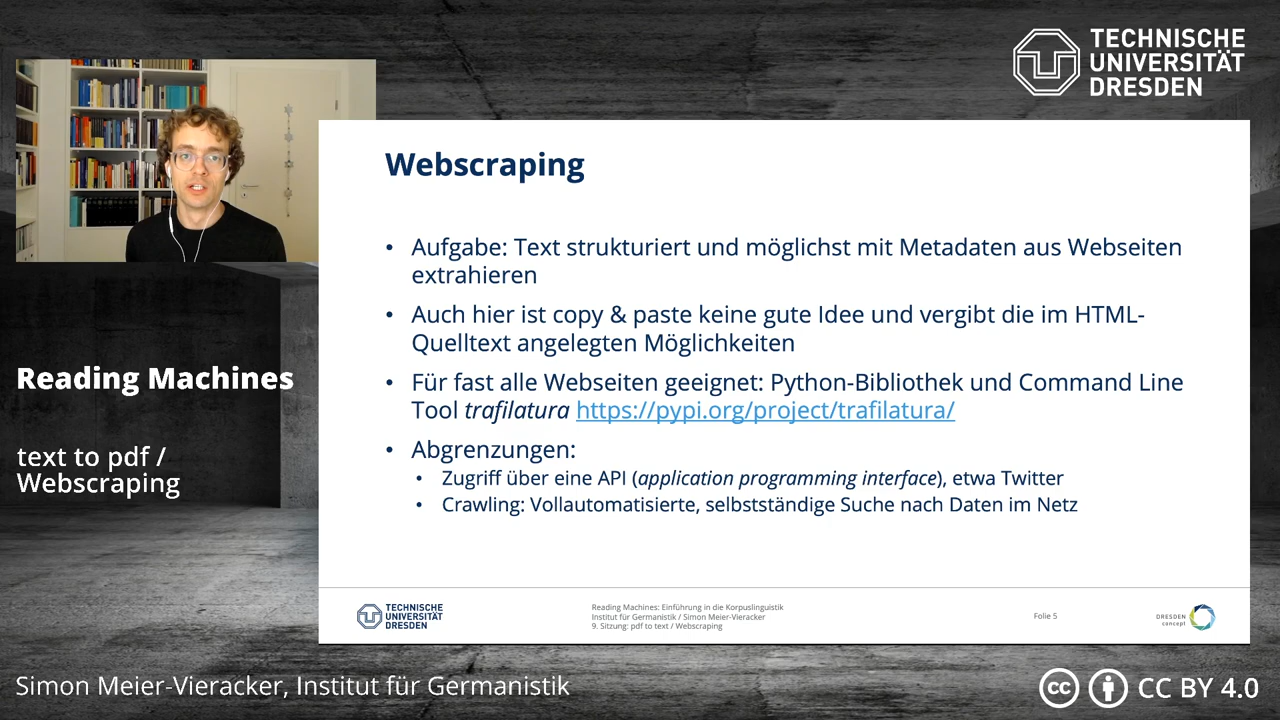 TECHNISCHE
UNIVERSITÄT
DRESDEN
Webscraping
• Aufgabe: Text strukturiert und möglichst mit Metadaten aus Webseiten
extrahieren
• Auch hier ist copy & paste keine gute Idee und vergibt die im HTML-
Quelltext angelegten Möglichkeiten
• Für fast alle Webseiten geeignet: Python-Bibliothek und Command Line
Tool trafilatura https://pypi.org/project/trafilatura/
• Abgrenzungen:
• Zugriff über eine API (application programming interface), etwa Twitter
• Crawling: Vollautomatisierte, selbstständige Suche nach Daten im Netz
Reading Machines
text to pdf /
Webscraping
TECHNISCHE
UNIVERSITÄT
DRESDEN
Reading Machines: Einführung in die Korpuslinguistik
Institut für Germanistik / Simon Meier-Vieracker
9. Sitzung: pdf to text / Webscraping
Folie 5
DRESDEN
concept
Simon Meier-Vieracker, Institut für Germanistik
cc CC BY 4.0